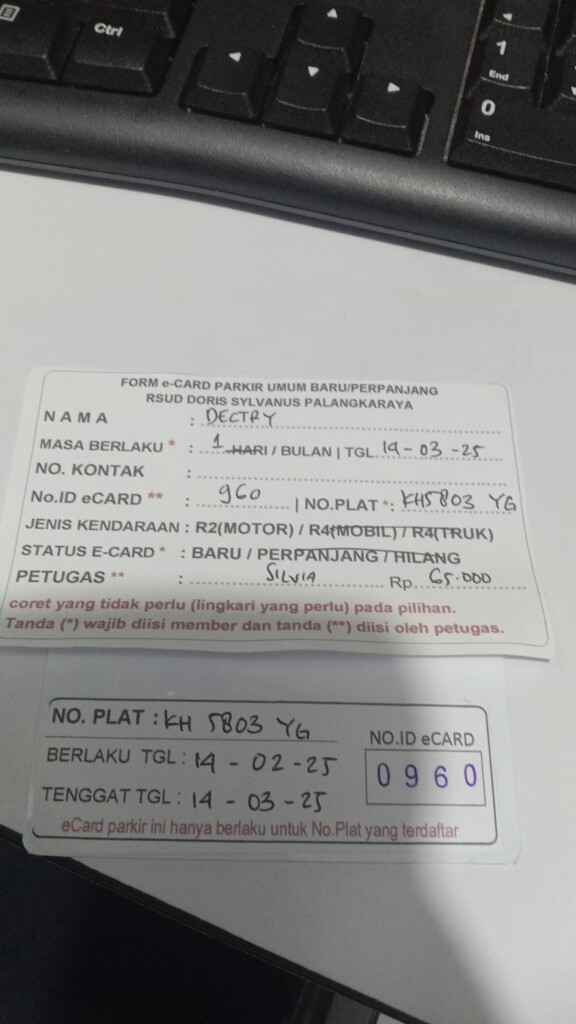 Ctrl
1
End
0
Ins
FORM e-CARD PARKIR UMUM BARU/PERPANJANG
RSUD DORIS SYLVANUS PALANGKARAYA
NAMA : DECTRY
MASA BERLAKU * : 1 HARI / BULAN | TGL. 14-03-25
NO. KONTAK :
No.ID eCARD ** : 960 | NO.PLAT *: KH5803 YG
JENIS KENDARAAN : R2(MOTOR) / R4(MOBIL) / R4(TRUK)
STATUS E-CARD * : BARU / PERPANJANG / HILANG
PETUGAS ** : SILVIA Rp. 65.000
coret yang tidak perlu (lingkari yang perlu) pada pilihan.
Tanda (*) wajib diisi member dan tanda (**) diisi oleh petugas.
NO. PLAT : KH 5803 YG
NO.ID eCARD
BERLAKU TGL : 14 - 02 - 25
0960
TENGGAT TGL : 14 - 03 - 25
eCard parkir ini hanya berlaku untuk No.Plat yang terdaftar